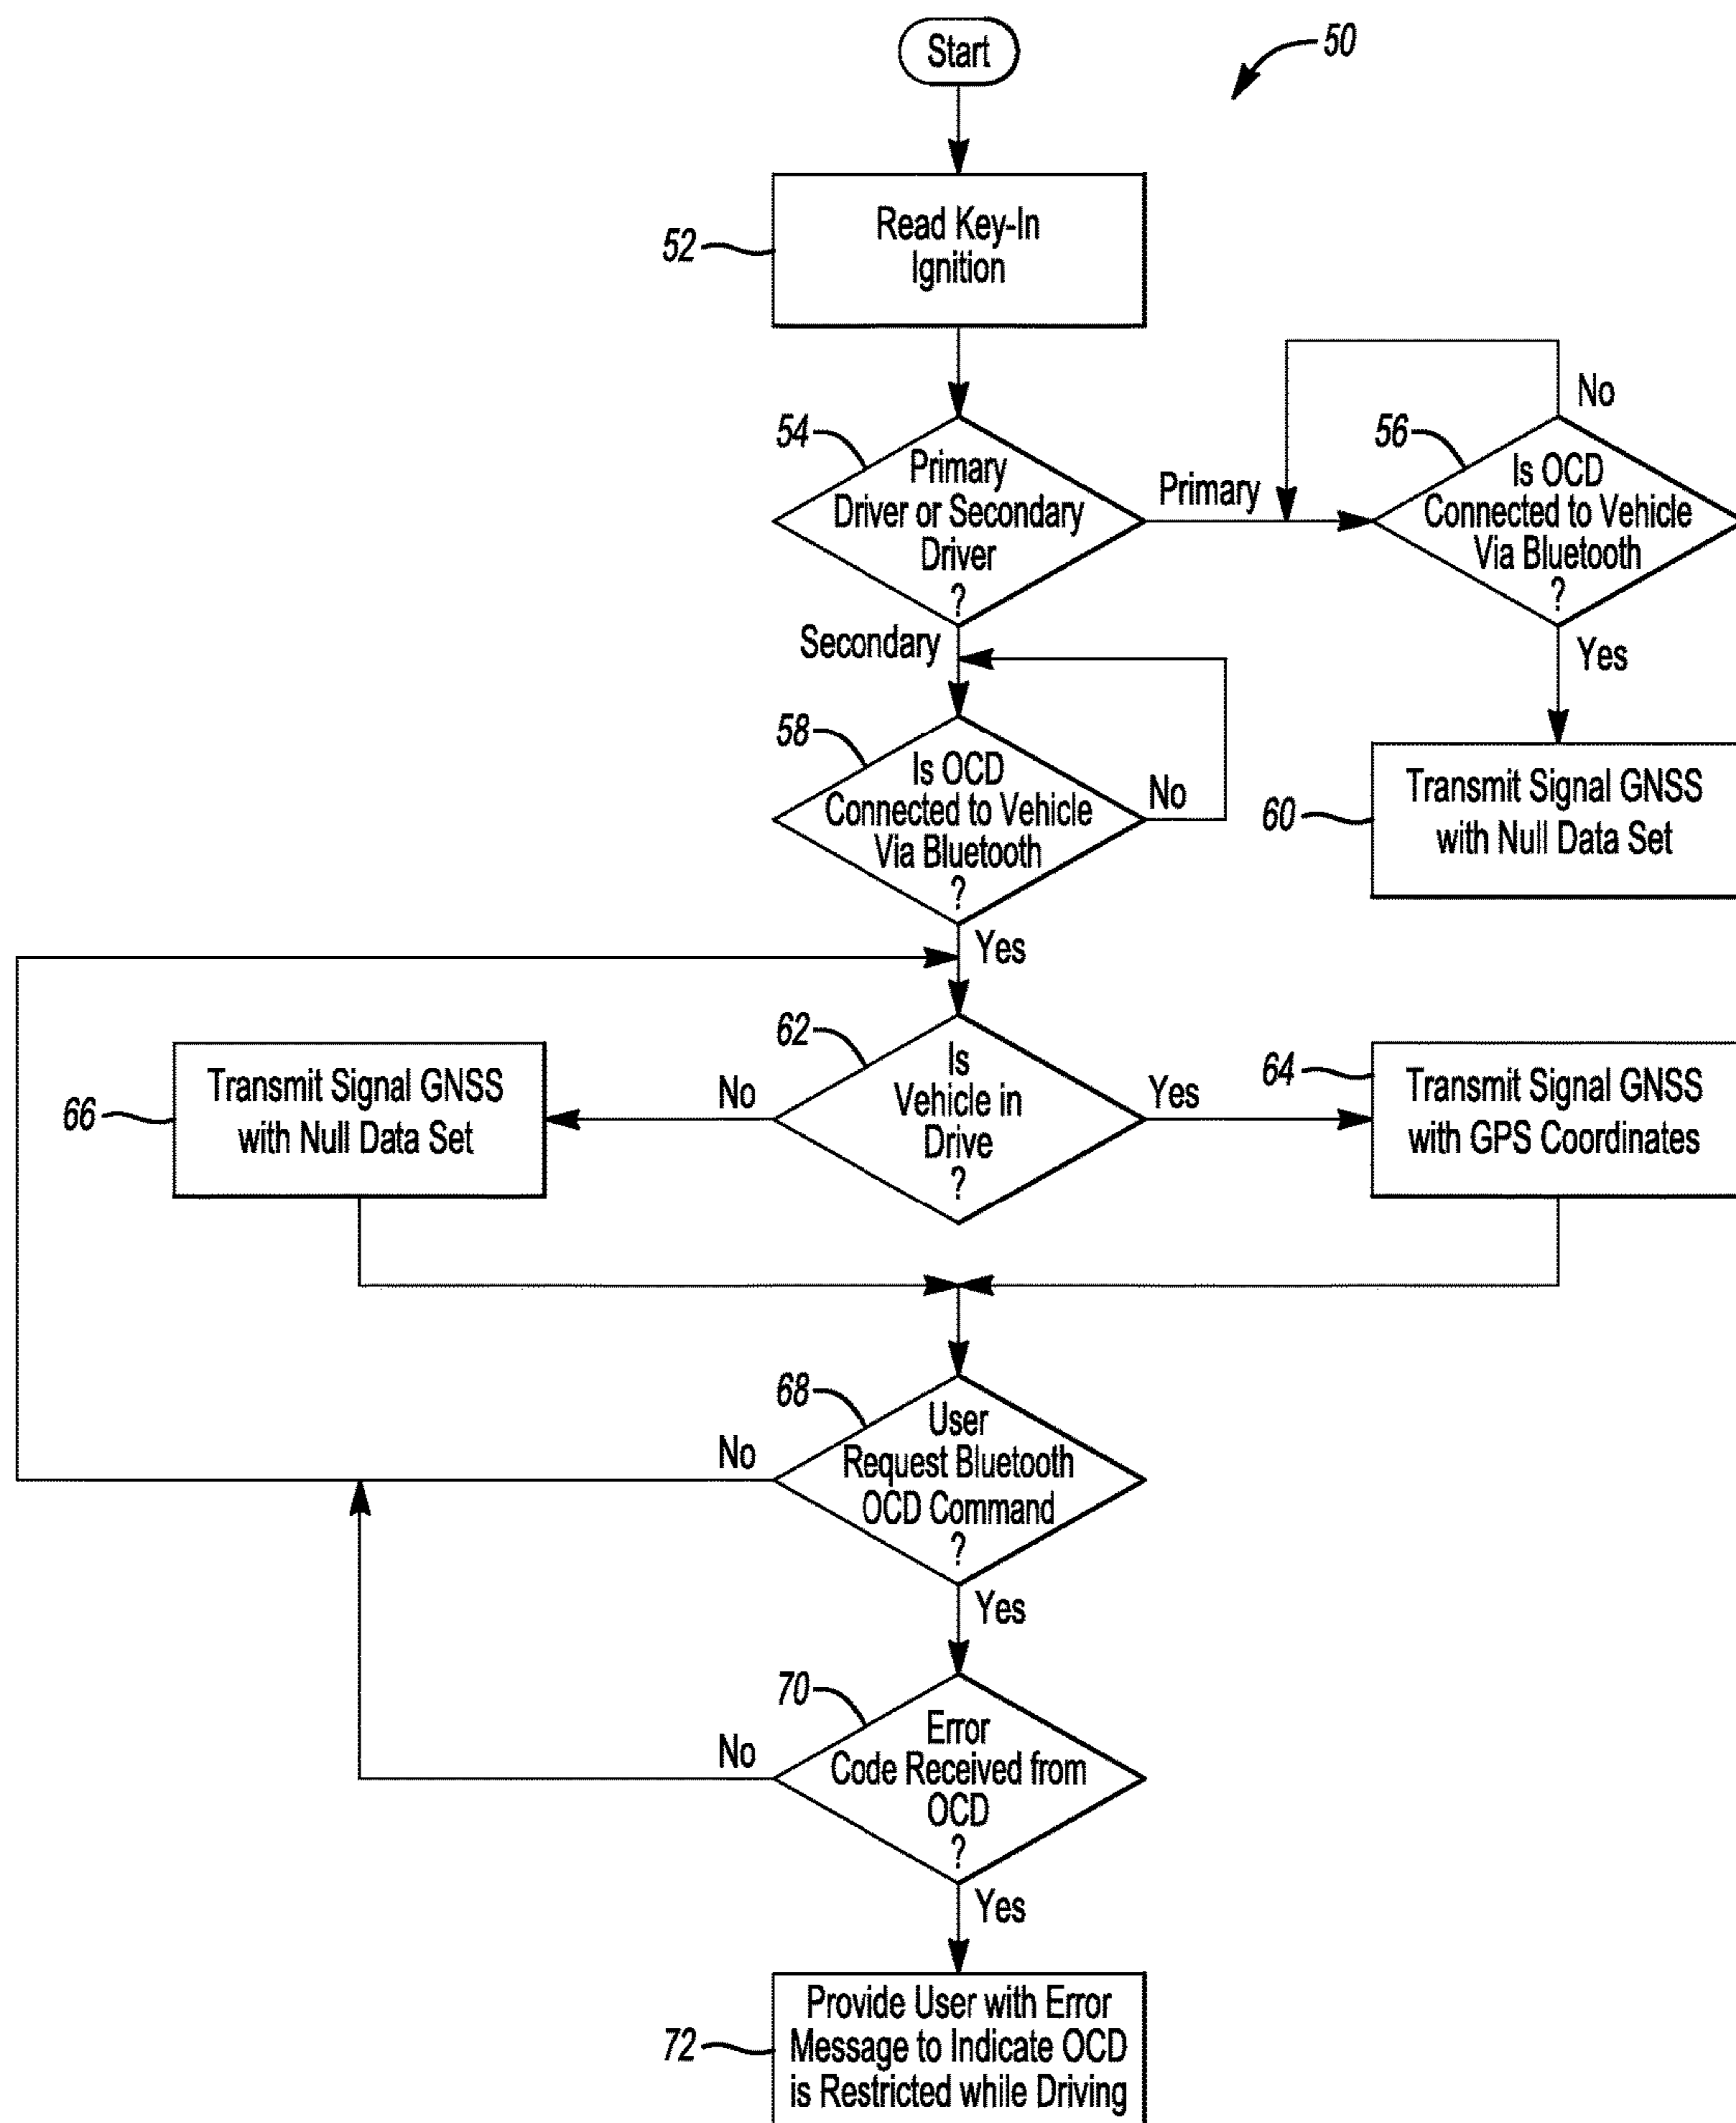 Start
50
Read Key-In
Ignition
52
54
Primary
Driver or Secondary
Driver
?
Primary
No
56
Is OCD
Connected to Vehicle
Via Bluetooth
?
Secondary
Yes
58
Is OCD
Connected to Vehicle
Via Bluetooth
?
No
60
Transmit Signal GNSS
with Null Data Set
Yes
62
Is
Vehicle in
Drive
?
No
Yes
66
Transmit Signal GNSS
with Null Data Set
64
Transmit Signal GNSS
with GPS Coordinates
68
User
Request Bluetooth
OCD Command
?
No
Yes
70
Error
Code Received from
OCD
?
No
Yes
72
Provide User with Error
Message to Indicate OCD
is Restricted while Driving